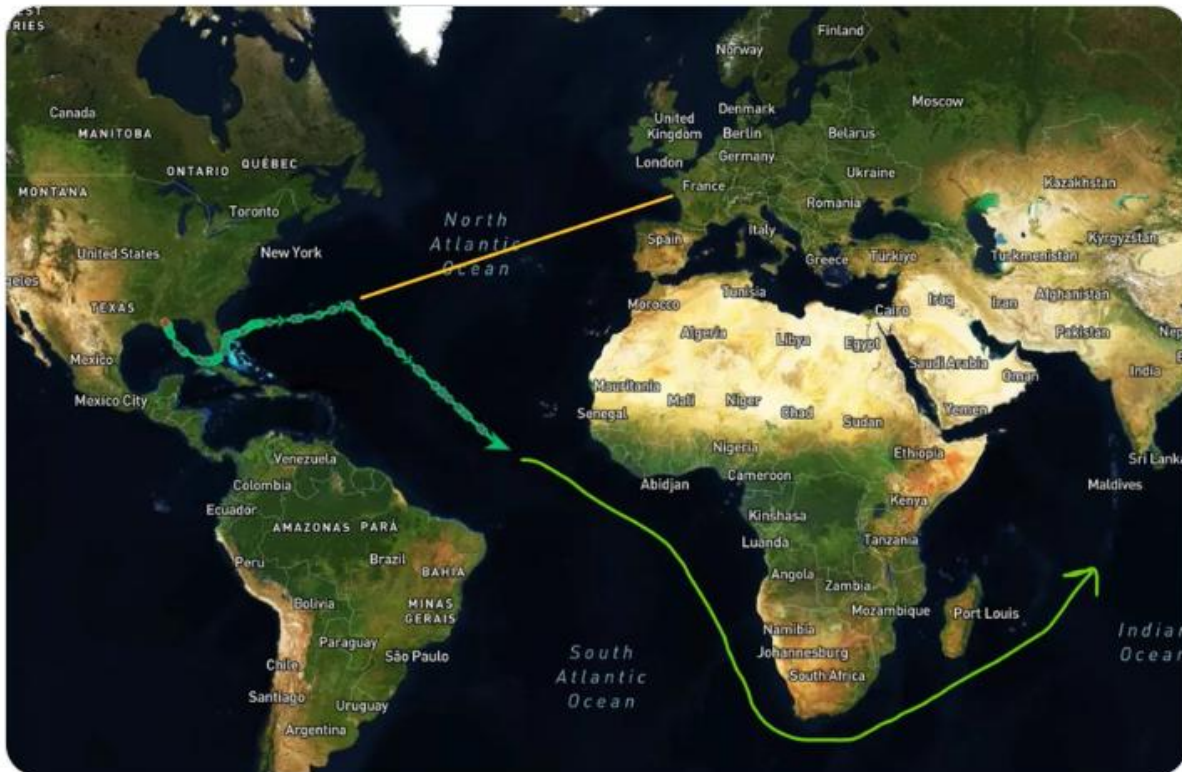 RIES
Finland
Norway
Canada
Moscow
Denmark
United
Kingdom
MANITOBA
Berlin
Belarus
London
Germany
ONTARIO
QUÉBEC
Ukraine
France
Kazakhstan
MONTANA
Romania
Toronto
North
Atlantic
Ocean
Italy
Spain
Kyrgyzstan
United States
New York
Greece
Türkiye
Turkmenistan
Tunisia
Morocco
Iraq
Iran
Afghanistan
TEXAS
Cairo
Algeria
Libya
Egypt
Pakistan
Nep
Mexico
Saudi Arabia
Oman
India
Mauritania
Mexico City
Mali
Niger
Chad
Sudan
Yemen
Senegal
Nigeria
Ethiopia
Venezuela
Cameroon
Sri Lanka
Colombia
Abidjan
Maldives
Ecuador
Kenya
Kinshasa
AMAZONAS
PARÁ
Luanda
Tanzania
Peru
Brazil
BAHIA
Angola
Zambia
Bolivia
MINAS
GERAIS
Mozambique
Port Louis
Namibia
Indian
Ocean
Paraguay
São Paulo
South
Atlantic
Ocean
Johannesburg
Chile
South Africa
Santiago
Uruguay
Argentina